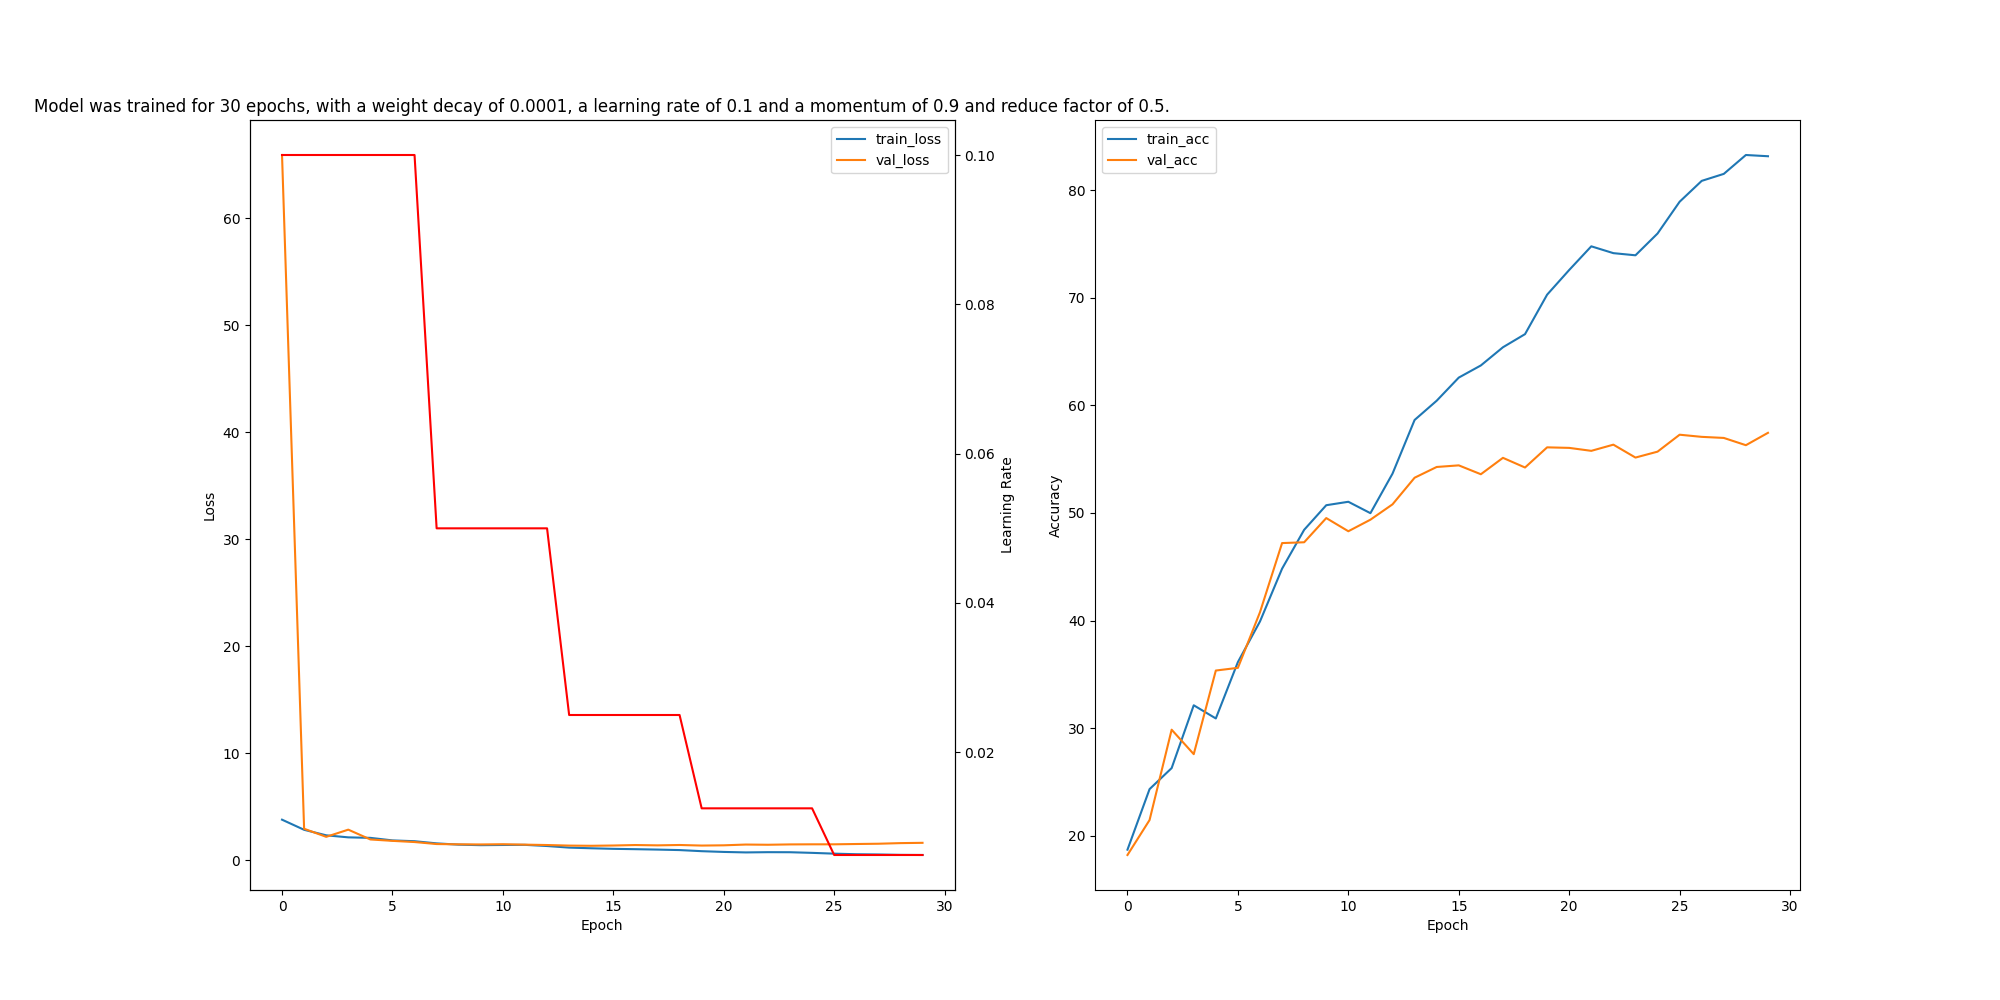 Model was trained for 30 epochs, with a weight decay of 0.0001, a learning rate of 0.1 and a momentum of 0.9 and reduce factor of 0.5.
train_loss
val_loss
60
50
40
30
20
10
0
Loss
0 5 10 15 20 25 30
Epoch
0.10
0.08
0.06
0.04
0.02
Learning Rate
train_acc
val_acc
80
70
60
50
40
30
20
Accuracy
0 5 10 15 20 25 30
Epoch